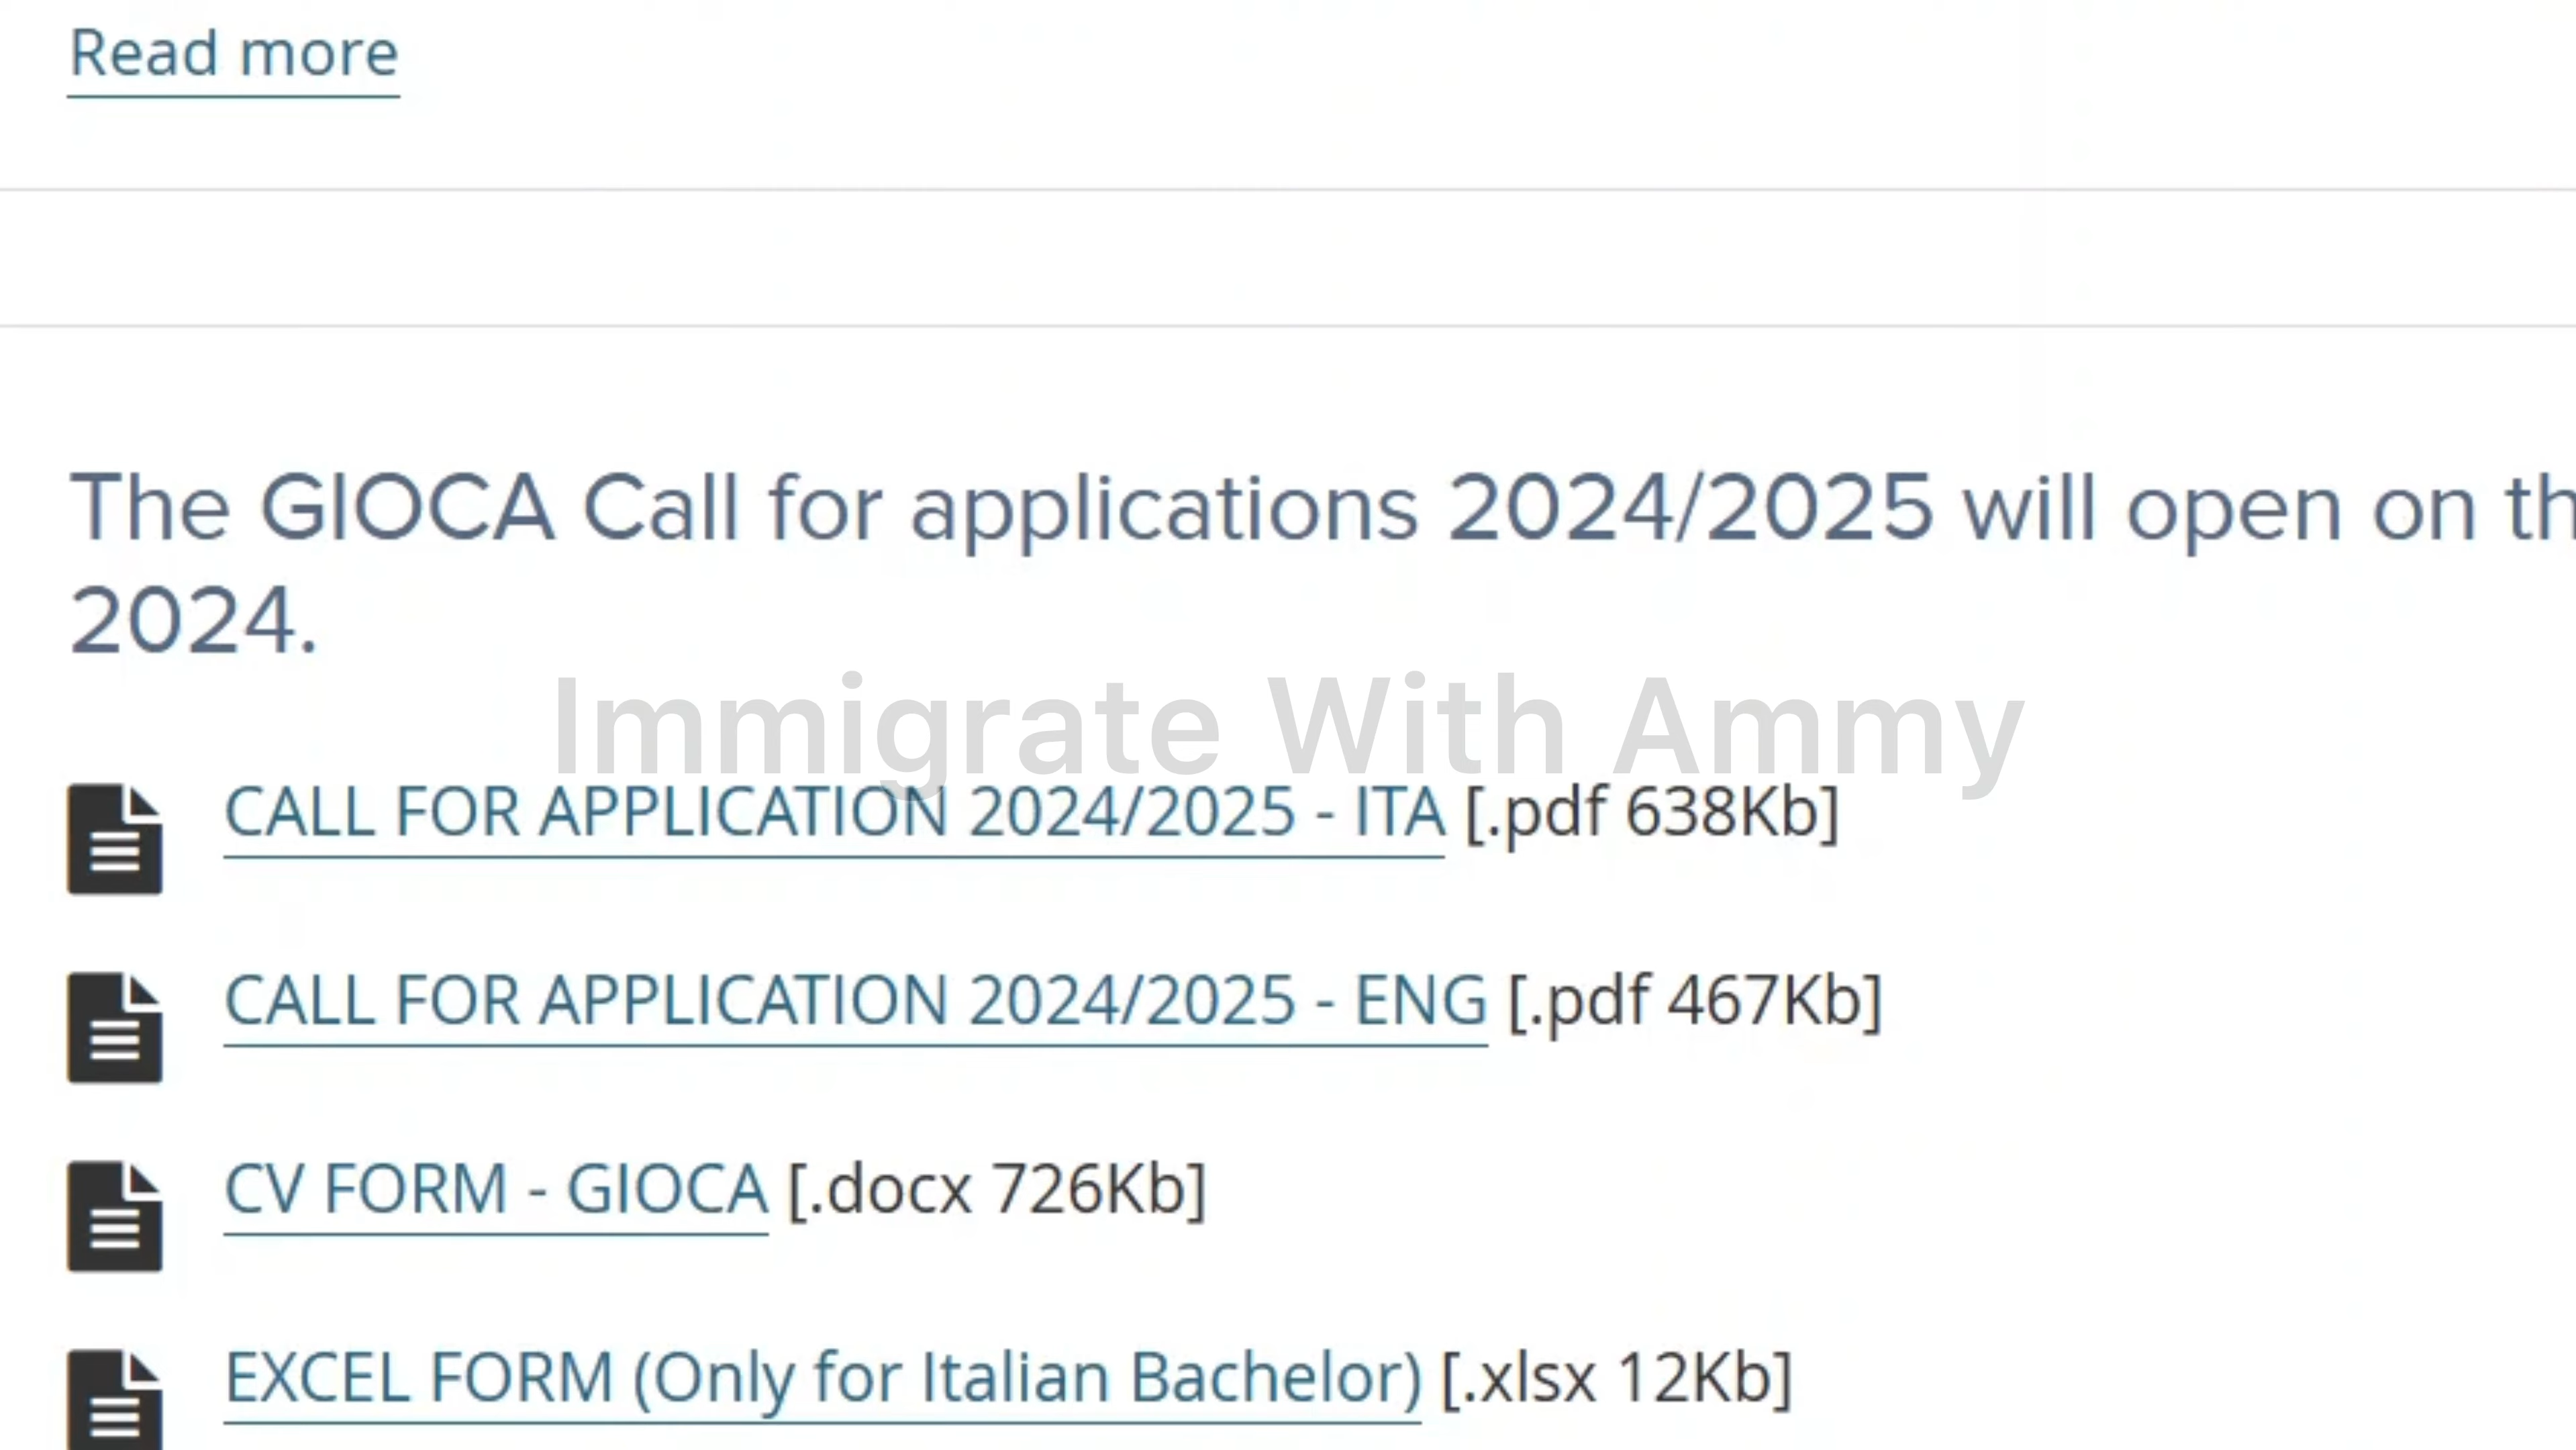 Read more
The GIOCA Call for applications 2024/2025 will open on
2024.
Immigrate With Ammy
CALL FOR APPLICATION 2024/2025 - ITA [.pdf 638Kb]
CALL FOR APPLICATION 2024/2025 - ENG [.pdf 467Kb]
CV FORM - GIOCA [.docx 726Kb]
EXCEL FORM (Only for Italian Bachelor) [.xlsx 12Kb]